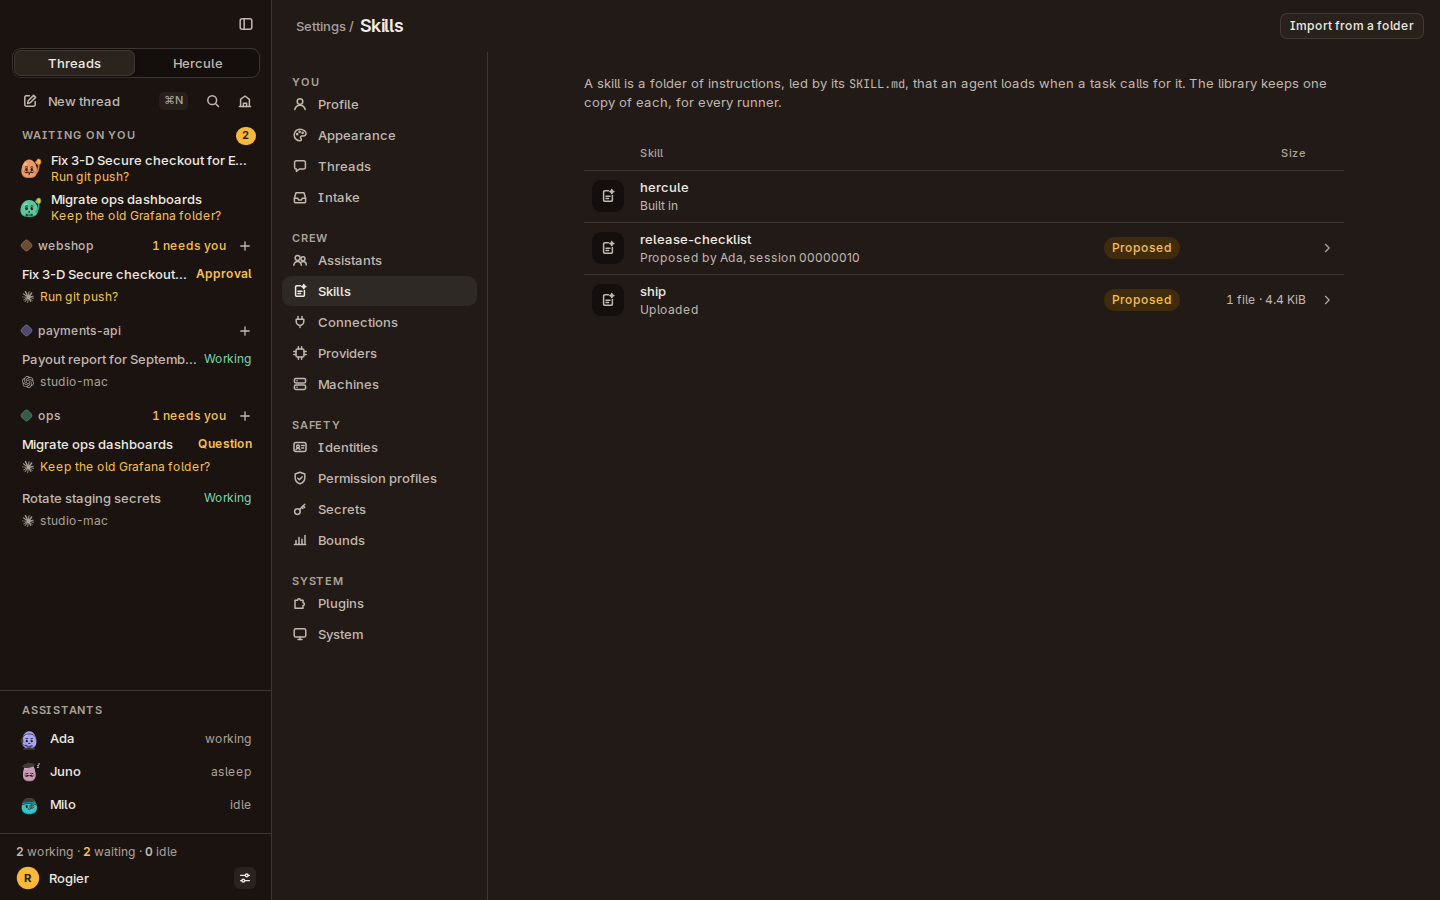 Threads
Hercule
New thread
⌘N
WAITING ON YOU
2
Fix 3-D Secure checkout for E...
Run git push?
Migrate ops dashboards
Keep the old Grafana folder?
webshop
1 needs you
Fix 3-D Secure checkout...
Approval
Run git push?
payments-api
Payout report for Septemb...
Working
studio-mac
ops
1 needs you
Migrate ops dashboards
Question
Keep the old Grafana folder?
Rotate staging secrets
Working
studio-mac
ASSISTANTS
Ada
working
Juno
asleep
Milo
idle
2 working · 2 waiting · 0 idle
R
Rogier
Settings / Skills
Import from a folder
YOU
Profile
Appearance
Threads
Intake
CREW
Assistants
Skills
Connections
Providers
Machines
SAFETY
Identities
Permission profiles
Secrets
Bounds
SYSTEM
Plugins
System
A skill is a folder of instructions, led by its SKILL.md, that an agent loads when a task calls for it. The library keeps one
copy of each, for every runner.
Skill
Size
hercule
Built in
release-checklist
Proposed by Ada, session 00000010
Proposed
ship
Uploaded
Proposed
1 file · 4.4 KiB